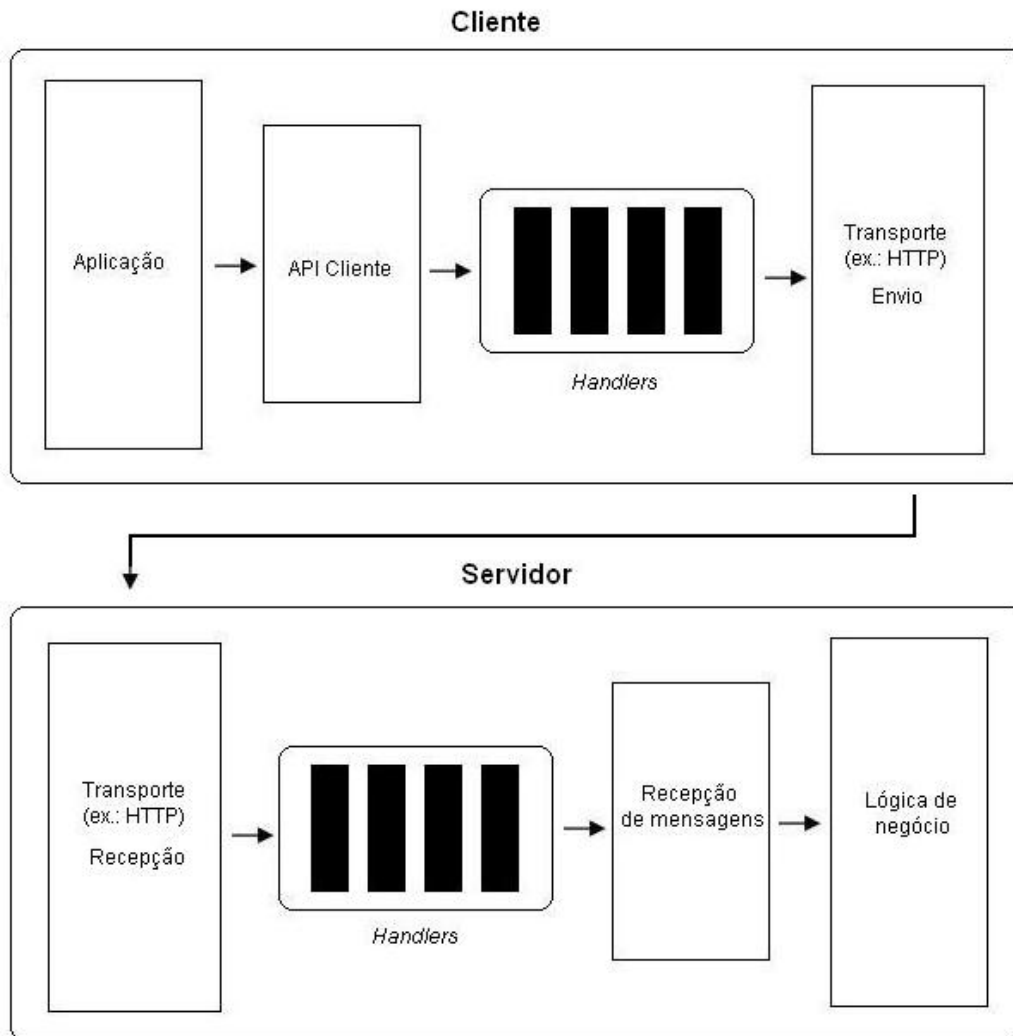 Cliente
Aplicação
API Cliente
Handlers
Transporte
(ex.: HTTP)
Envio
Servidor
Transporte
(ex.: HTTP)
Recepção
Handlers
Recepção
de mensagens
Lógica de
negócio